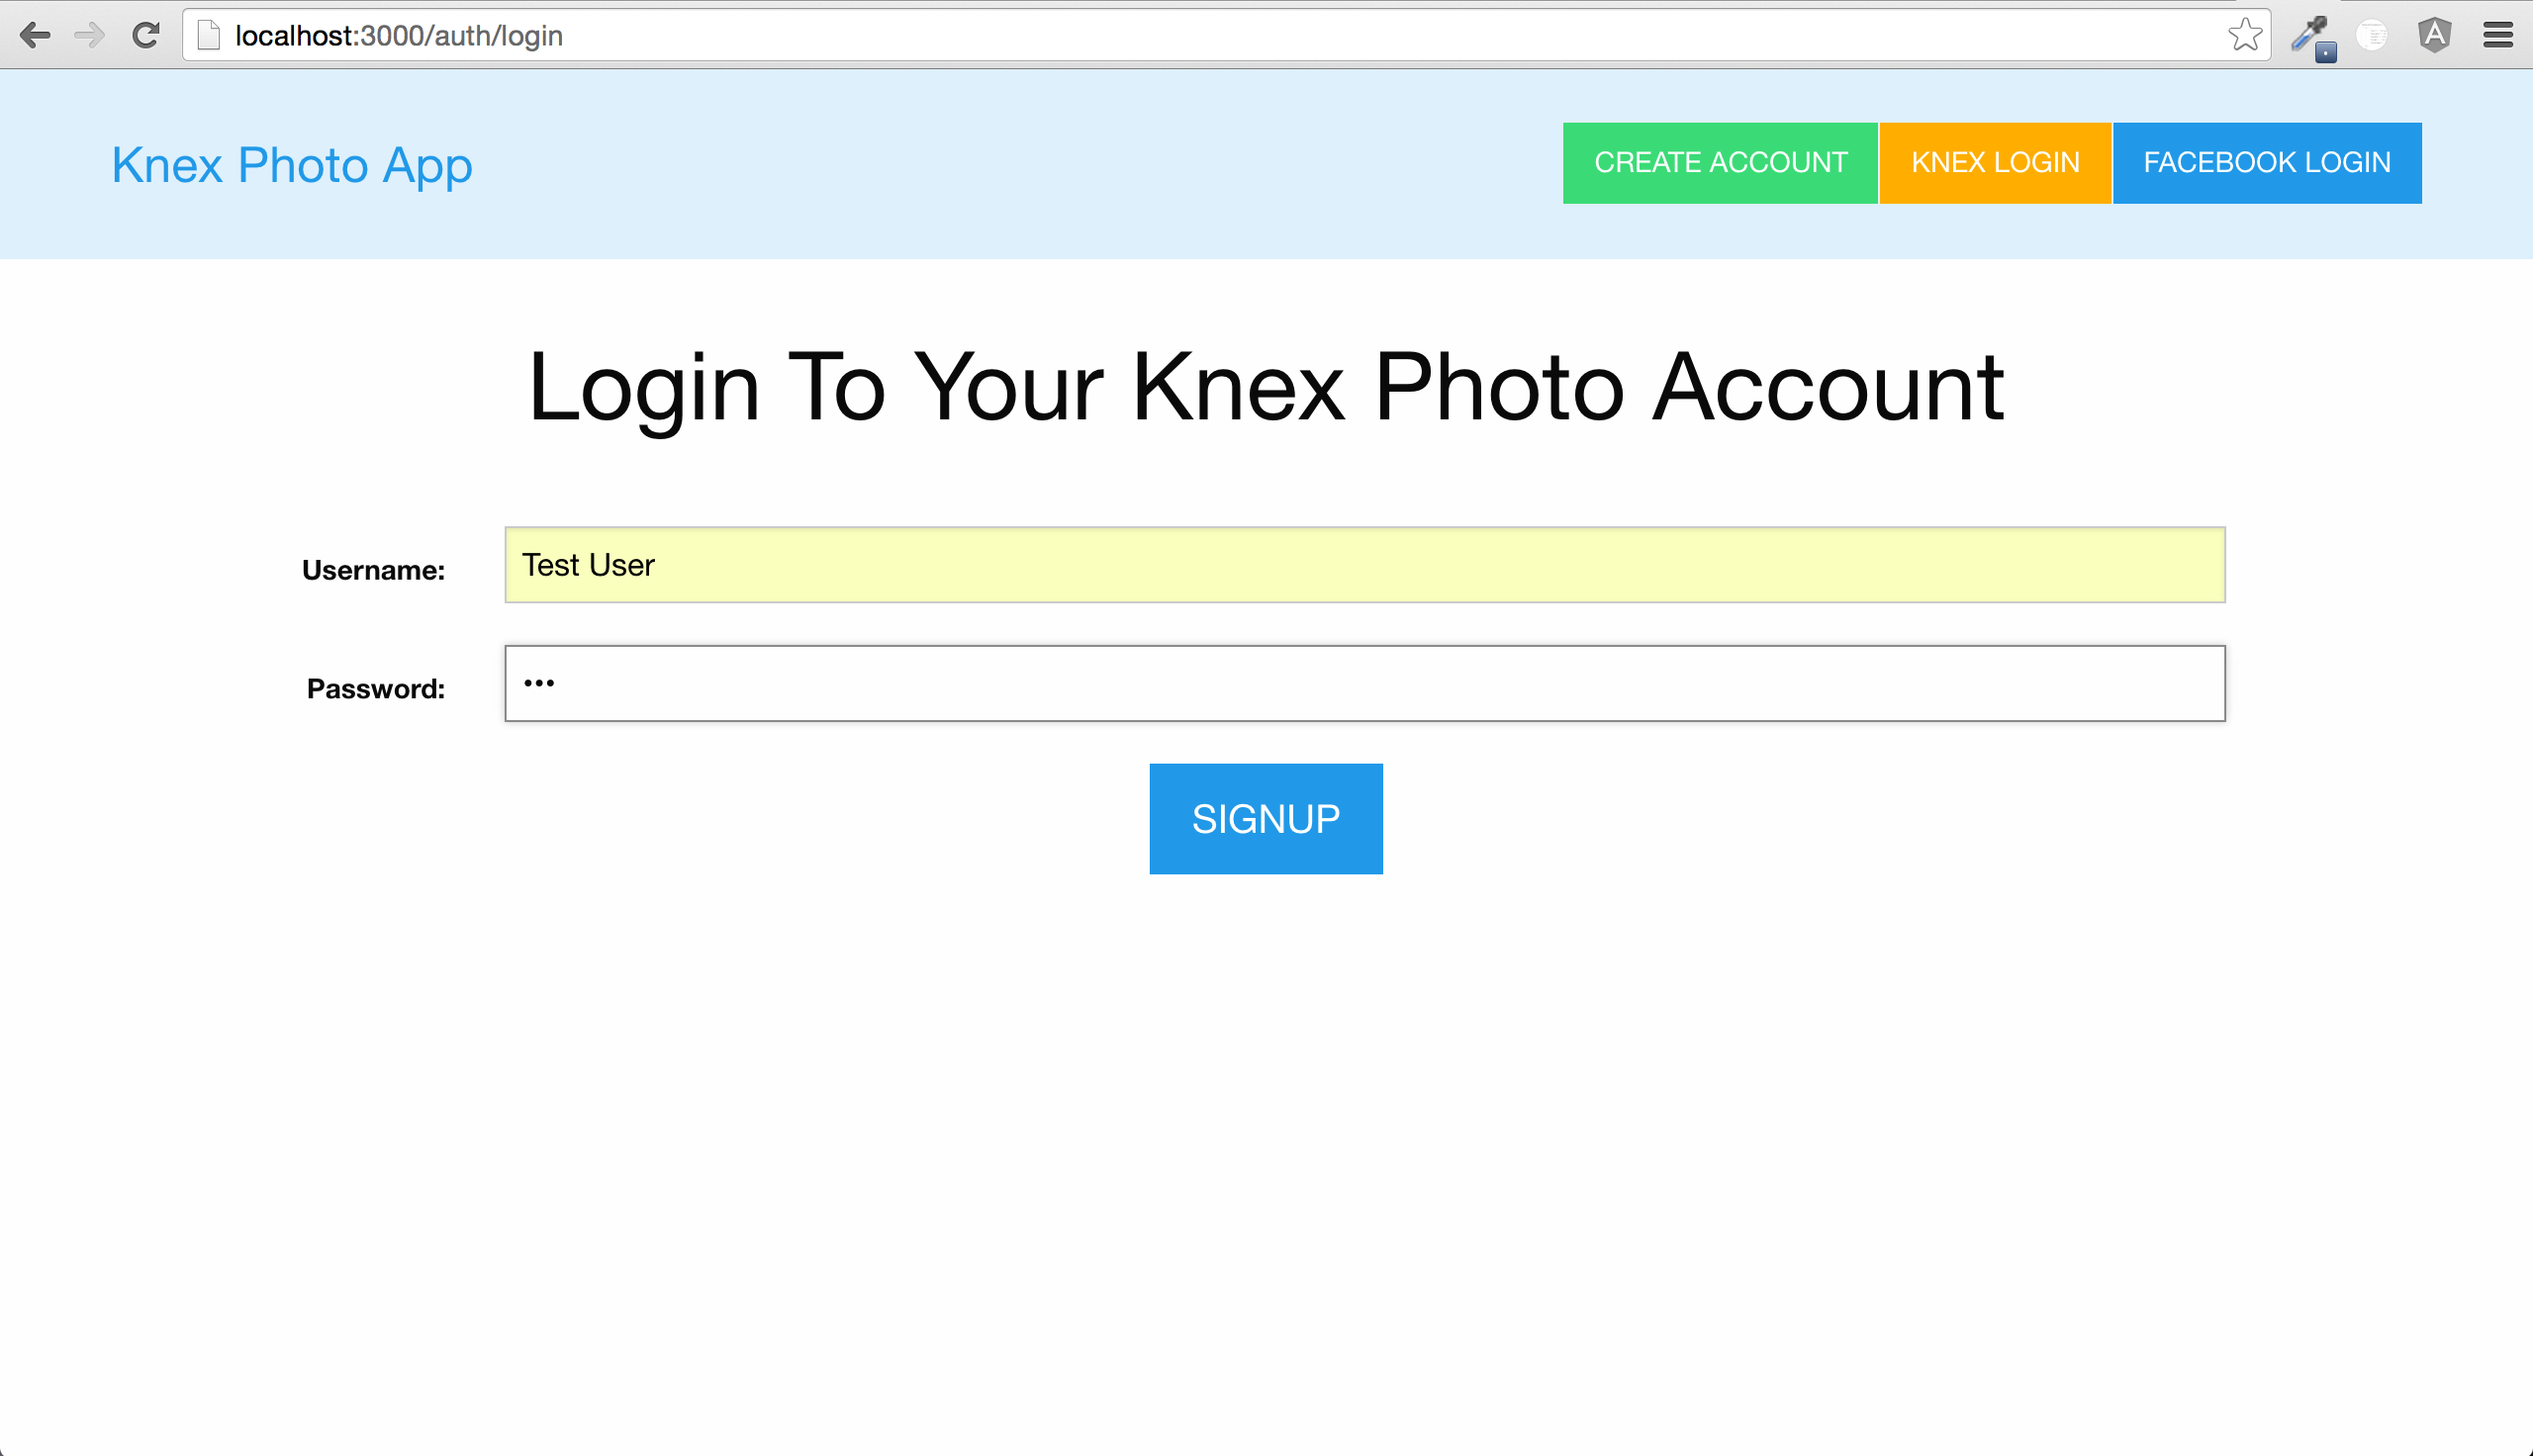 localhost:3000/auth/login
Knex Photo App
CREATE ACCOUNT
KNEX LOGIN
FACEBOOK LOGIN
Login To Your Knex Photo Account
Username:
Test User
Password:
•••
SIGNUP